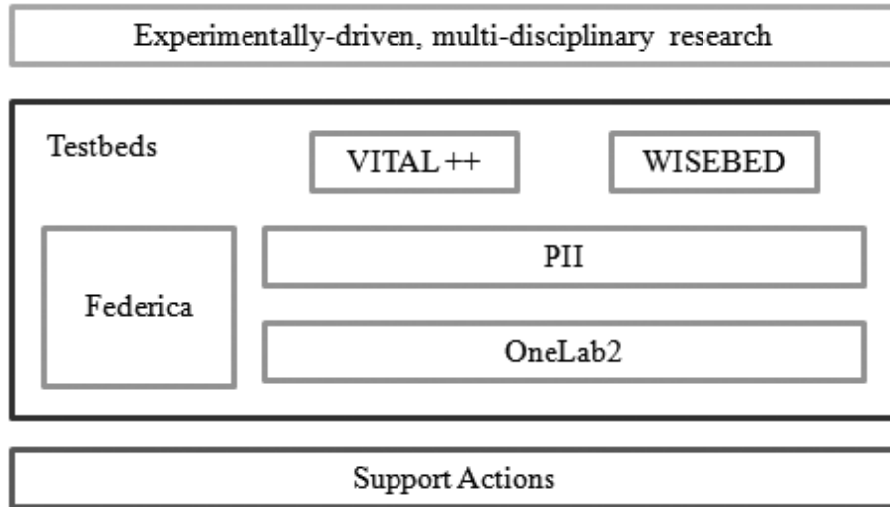 Experimentally-driven, multi-disciplinary research
Testbeds
VITAL ++
WISEBED
Federica
PII
OneLab2
Support Actions